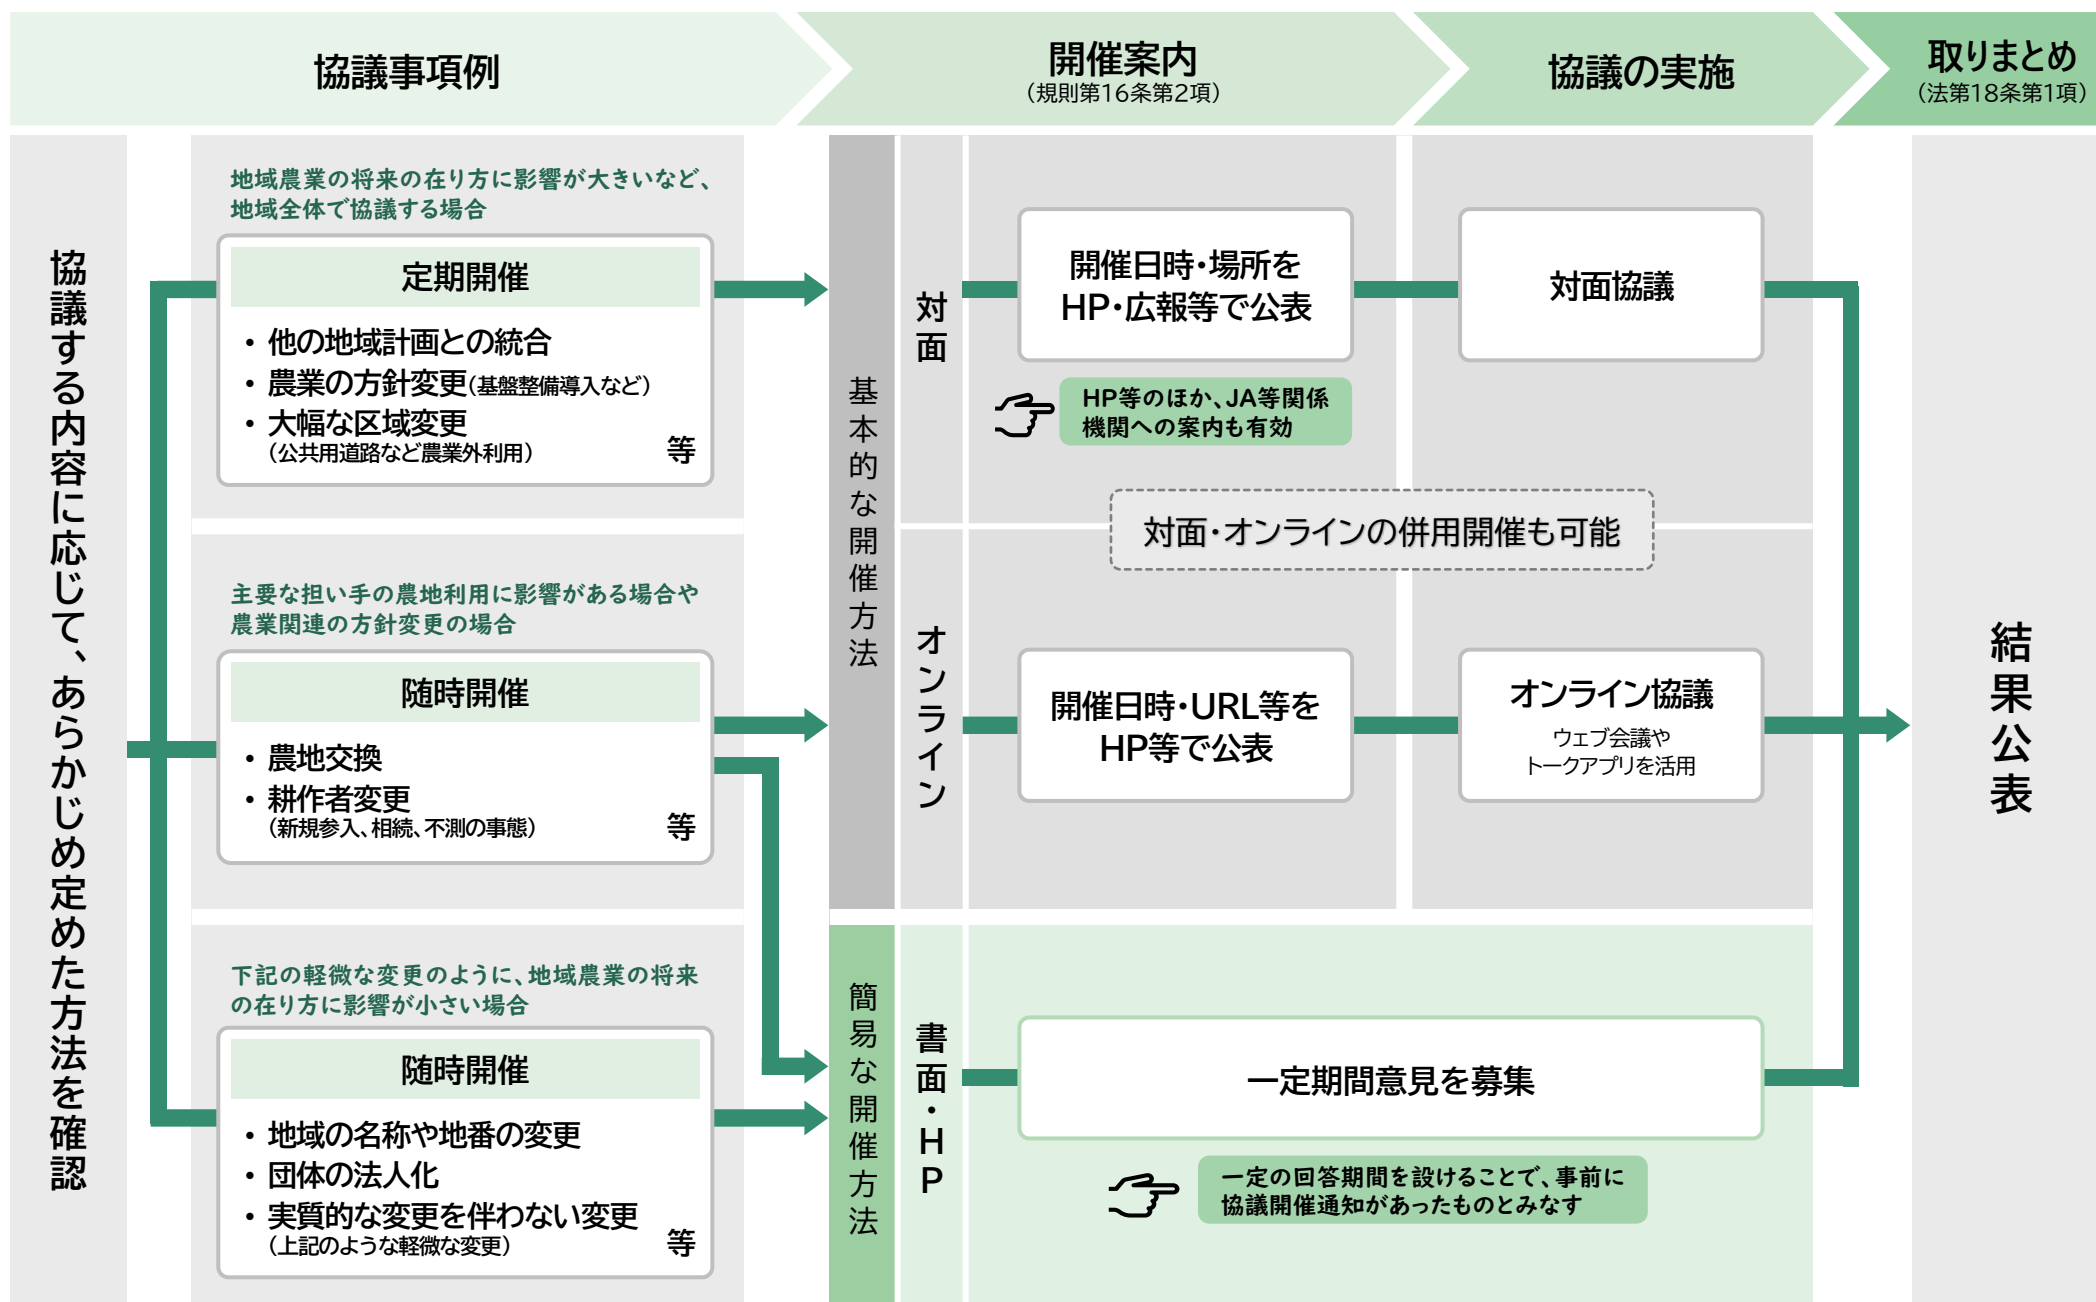 協議事項例
開催案内
（規則第16条第2項）
協議の実施
取りまとめ
（法第18条第1項）
協議する内容に応じて、あらかじめ定めた方法を確認
地域農業の将来の在り方に影響が大きいなど、
地域全体で協議する場合
定期開催
・他の地域計画との統合
・農業の方針変更（基盤整備導入など）
・大幅な区域変更
（公共用道路など農業外利用）
等
主要な担い手の農地利用に影響がある場合や
農業関連の方針変更の場合
随時開催
・農地交換
・耕作者変更
（新規参入、相続、不測の事態）
等
下記の軽微な変更のように、地域農業の将来
の在り方に影響が小さい場合
随時開催
・地域の名称や地番の変更
・団体の法人化
・実質的な変更を伴わない変更
（上記のような軽微な変更）
等
基本的な開催方法
対面
開催日時・場所を
HP・広報等で公表
対面協議
HP等のほか、JA等関係
機関への案内も有効
対面・オンラインの併用開催も可能
オンライン
開催日時・URL等を
HP等で公表
オンライン協議
ウェブ会議や
トークアプリを活用
簡易な開催方法
書面・HP
一定期間意見を募集
一定の回答期間を設けることで、事前に
協議開催通知があったものとみなす
結果公表